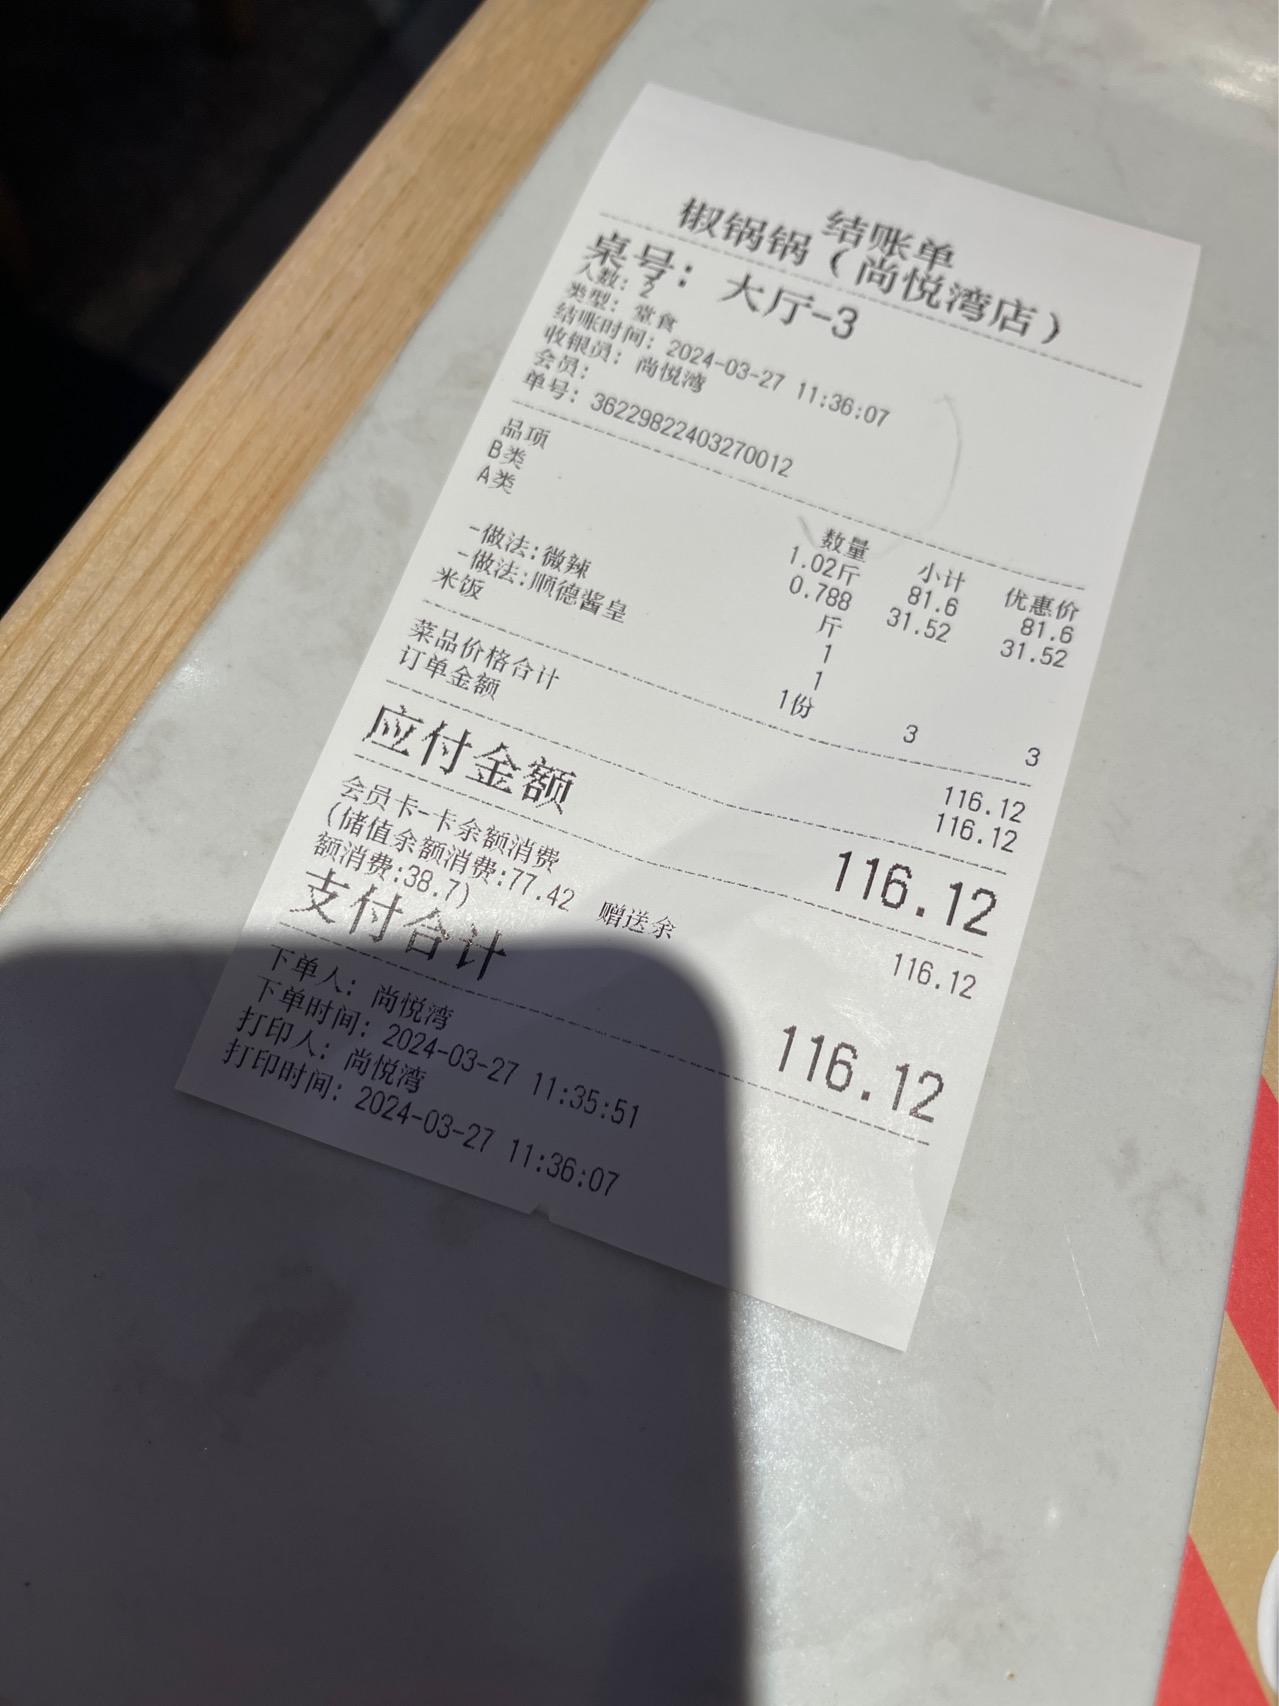 结账单
椒锅锅（尚悦湾店）
桌号：大厅-3
人数：2
类型：堂食
结账时间：2024-03-27 11:36:07
收银员：尚悦湾
会员：
单号：36229822403270012
品项 数量 小计 优惠价
B类 1.02斤 81.6 81.6
A类 0.788斤 31.52 31.52
-做法:微辣 1
-做法:顺德酱皇 1
米饭 1份 3 3
菜品价格合计 116.12
订单金额 116.12
应付金额 116.12
会员卡-卡余额消费 116.12
(储值余额消费:77.42 赠送余
额消费:38.7)
支付合计 116.12
下单人：尚悦湾
下单时间：2024-03-27 11:35:51
打印人：尚悦湾
打印时间：2024-03-27 11:36:07